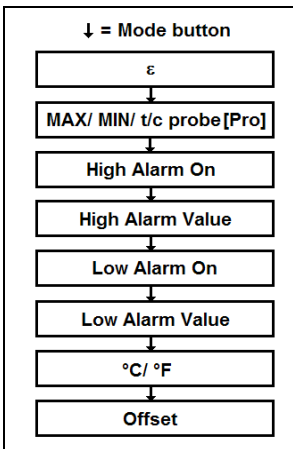 ↓ = Mode button
ε
MAX/ MIN/ t/c probe [Pro]
High Alarm On
High Alarm Value
Low Alarm On
Low Alarm Value
°C/ °F
Offset